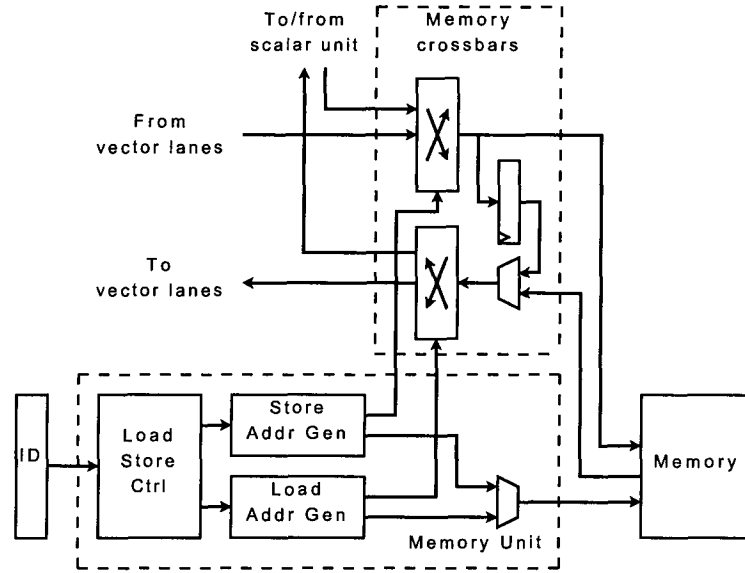 To/from
scalar unit
Memory
crossbars
From
vector lanes
To
vector lanes
ID
Load
Store
Ctrl
Store
Addr Gen
Load
Addr Gen
Memory Unit
Memory